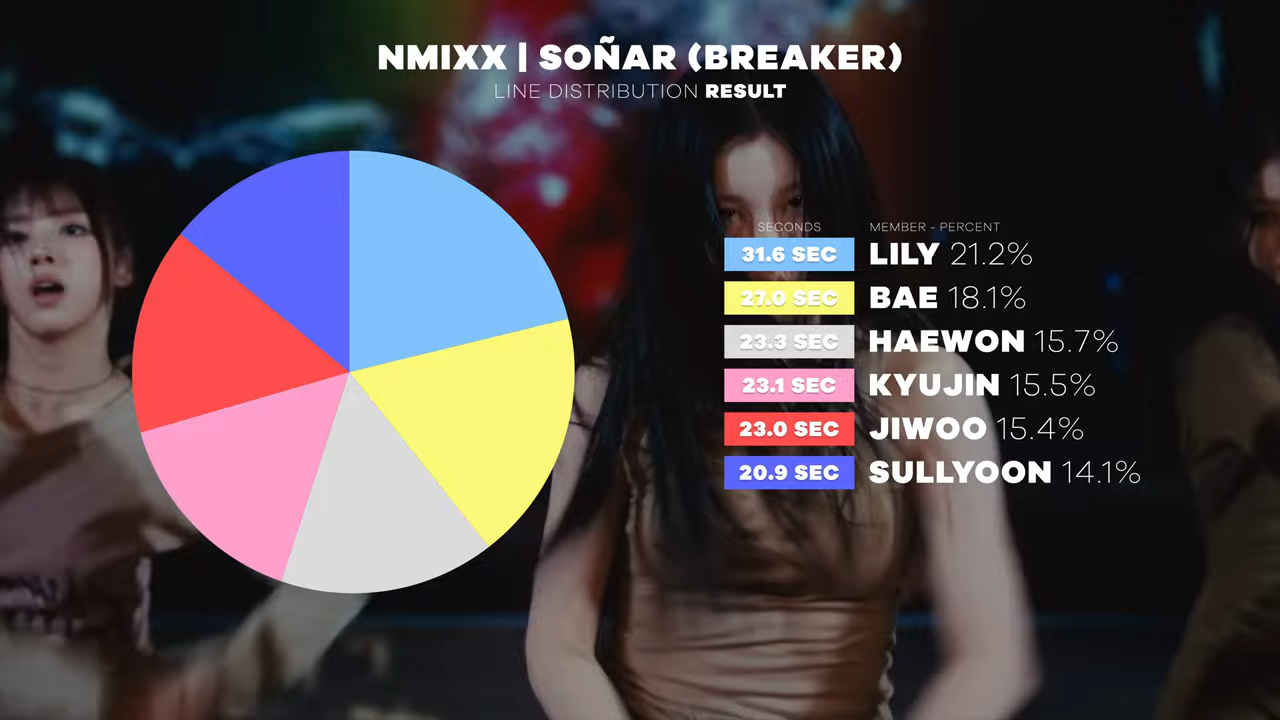 NMIXX | SOÑAR (BREAKER)
LINE DISTRIBUTION RESULT
SECONDS MEMBER - PERCENT
31.6 SEC LILY 21.2%
27.0 SEC BAE 18.1%
23.3 SEC HAEWON 15.7%
23.1 SEC KYUJIN 15.5%
23.0 SEC JIWOO 15.4%
20.9 SEC SULLYOON 14.1%